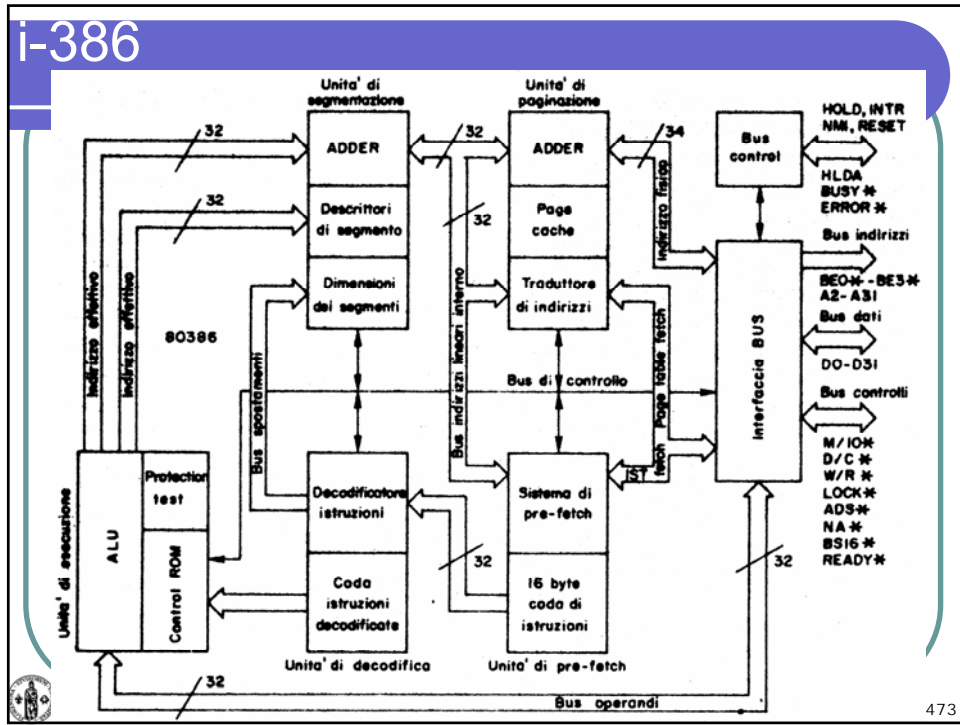 i-386
Unita' di
segmentazione
Unita' di
paginazione
32
ADDER
32
ADDER
34
Bus
control
HOLD, INTR
NMI, RESET
HLDA
BUSY*
ERROR*
32
Descrittori
di segmento
32
Page
cache
Indirizzo fisico
Bus indirizzi
BE0*-BE3*
A2-A31
Dimensioni
dei segmenti
Traduttore
di indirizzi
Bus dati
D0-D31
Indirizzo effettivo
Indirizzo effettivo
80386
Bus spostamenti
Bus indirizzi lineari interno
Bus di controllo
fetch
Page table fetch
Interfaccia BUS
Bus controlli
M/IO*
D/C*
W/R*
LOCK*
ADS*
NA*
BS16*
READY*
Unita' di esecuzione
ALU
Protection
test
Control ROM
Decodificatore
istruzioni
Coda
istruzioni
decodificate
32
Sistema di
pre-fetch
16 byte
coda di
istruzioni
32
Unita' di decodifica
Unita' di pre-fetch
32
Bus operandi
473